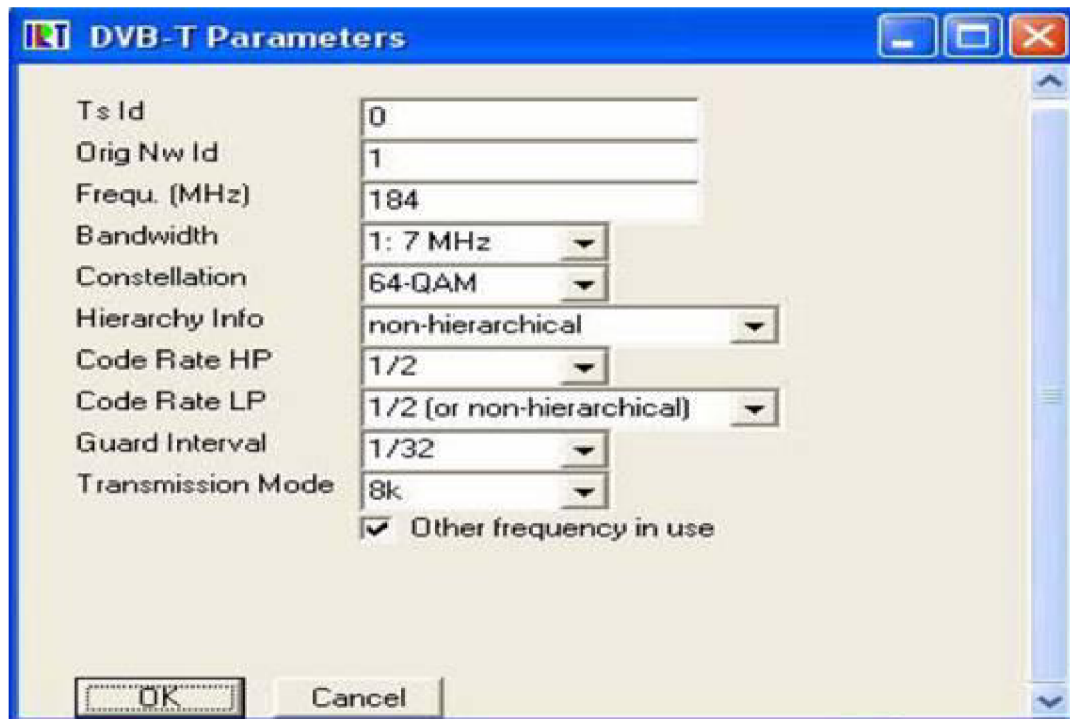 IRT DVB-T Parameters
Ts Id 0
Orig Nw Id 1
Frequ. (MHz) 184
Bandwidth 1: 7 MHz
Constellation 64-QAM
Hierarchy Info non-hierarchical
Code Rate HP 1/2
Code Rate LP 1/2 (or non-hierarchical)
Guard Interval 1/32
Transmission Mode 8k
Other frequency in use
OK Cancel